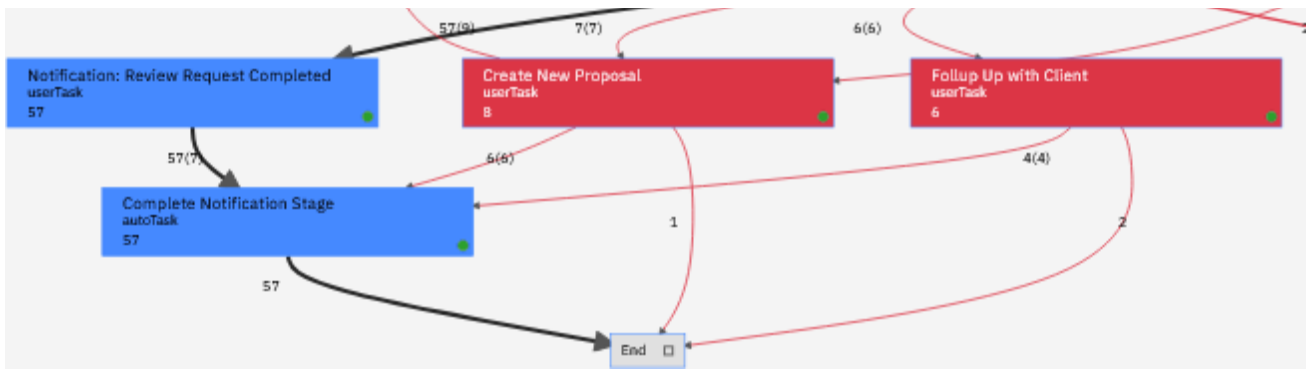 57(9)
7(7)
6(6)
Notification: Review Request Completed
userTask
57
Create New Proposal
userTask
8
Follup Up with Client
userTask
6
57(7)
6(6)
4(4)
Complete Notification Stage
autoTask
57
1
2
57
End